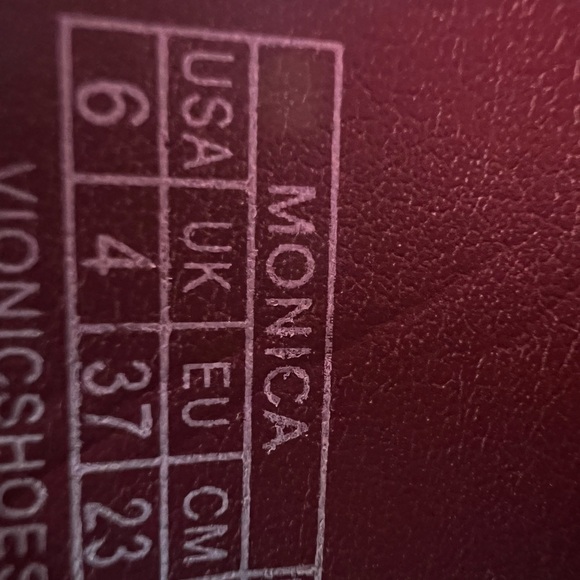 MONICA
USA UK EU CM
6 4 37 23
VIONICSHOES